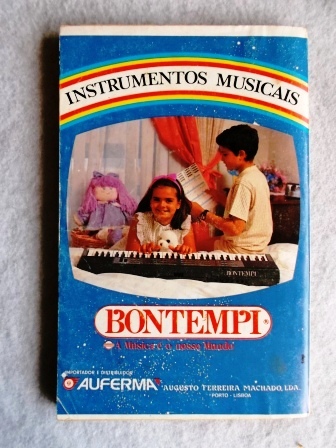 INSTRUMENTOS MUSICAIS
BONTEMPI
BONTEMPI
A Música é o nosso Mundo
IMPORTADOR E DISTRIBUIDOR
AUFERMA
AUGUSTO FERREIRA MACHADO, LDA.
PORTO - LISBOA